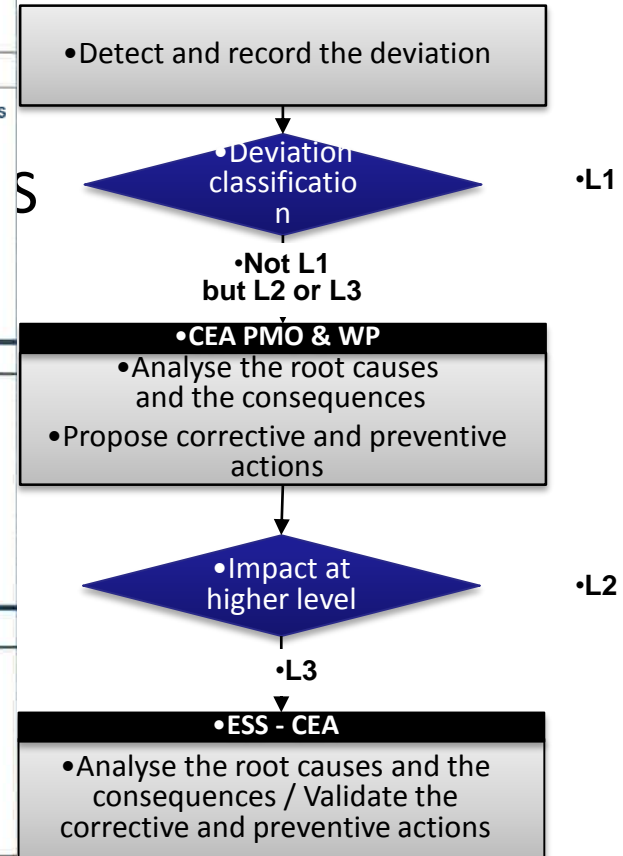 •Detect and record the deviation
s
S
•Deviation
classificatio
n
•L1
•Not L1
but L2 or L3
•CEA PMO & WP
•Analyse the root causes
and the consequences
•Propose corrective and preventive
actions
•Impact at
higher level
•L2
•L3
•ESS - CEA
•Analyse the root causes and the
consequences / Validate the
corrective and preventive actions